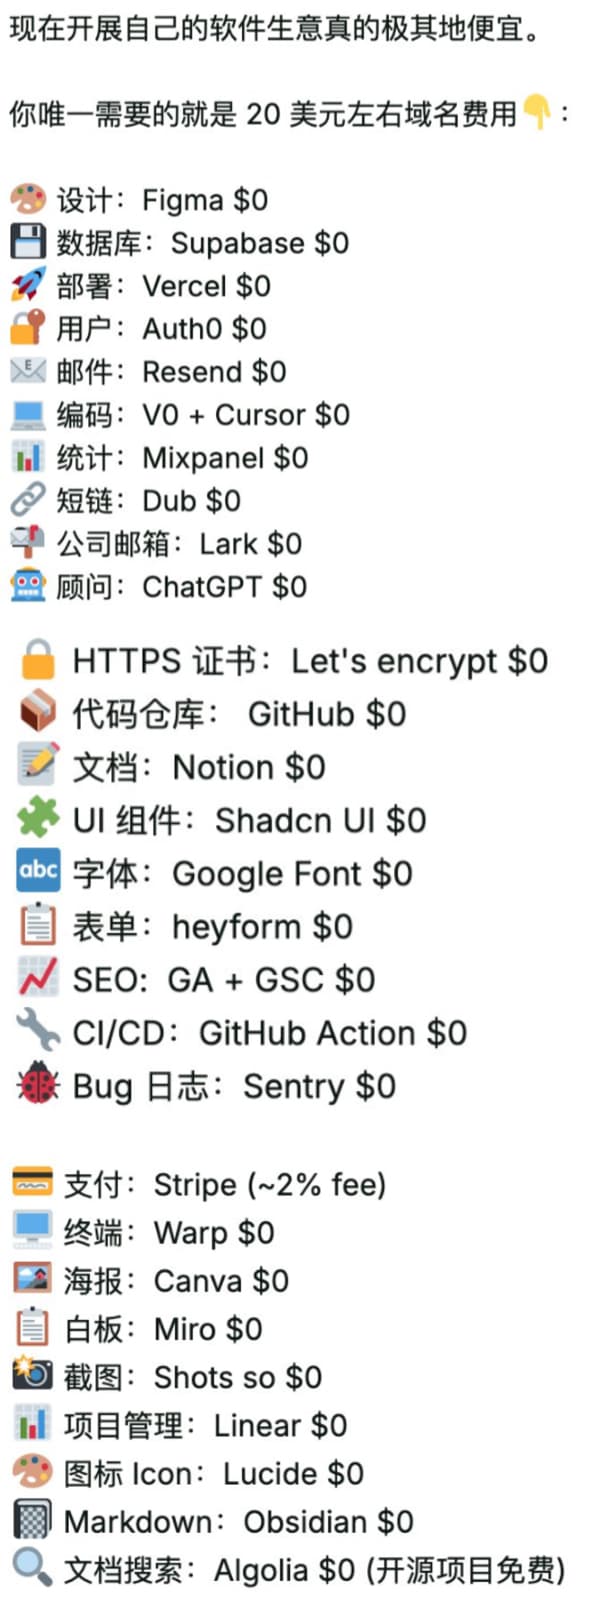 现在开展自己的软件生意真的极其地便宜。
你唯一需要的就是 20 美元左右域名费用👇：
🎨 设计：Figma $0
💾 数据库：Supabase $0
🚀 部署：Vercel $0
🔐 用户：Auth0 $0
📧 邮件：Resend $0
💻 编码：V0 + Cursor $0
📊 统计：Mixpanel $0
🔗 短链：Dub $0
📬 公司邮箱：Lark $0
🤖 顾问：ChatGPT $0
🔒 HTTPS 证书：Let's encrypt $0
📦 代码仓库： GitHub $0
📝 文档：Notion $0
🧩 UI 组件：Shadcn UI $0
🔤 字体：Google Font $0
📋 表单：heyform $0
📈 SEO：GA + GSC $0
🔧 CI/CD：GitHub Action $0
🐞 Bug 日志：Sentry $0
💳 支付：Stripe (~2% fee)
🖥️ 终端：Warp $0
🖼️ 海报：Canva $0
📋 白板：Miro $0
📸 截图：Shots so $0
📊 项目管理：Linear $0
🎨 图标 Icon：Lucide $0
📓 Markdown：Obsidian $0
🔍 文档搜索：Algolia $0 (开源项目免费)